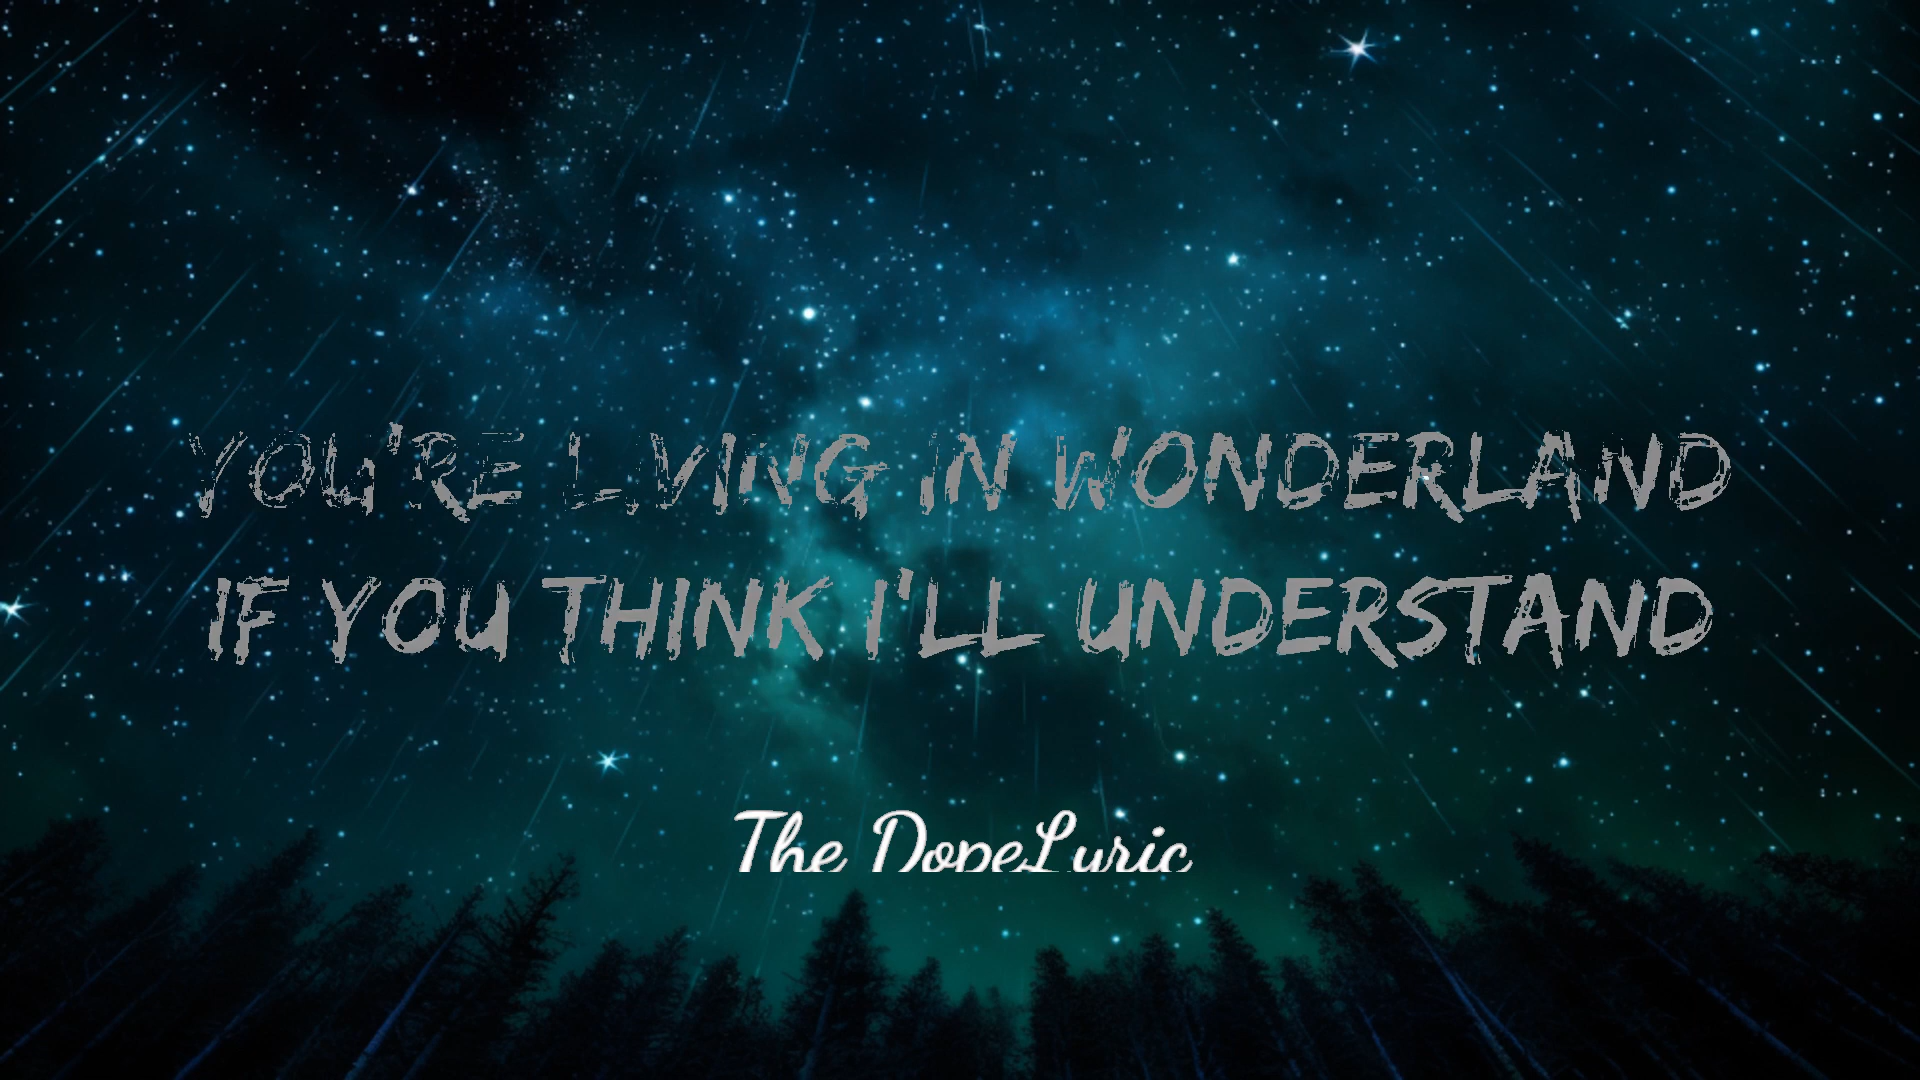 YOU'RE LIVING IN WONDERLAND
IF YOU THINK I'LL UNDERSTAND
The DopeLyric